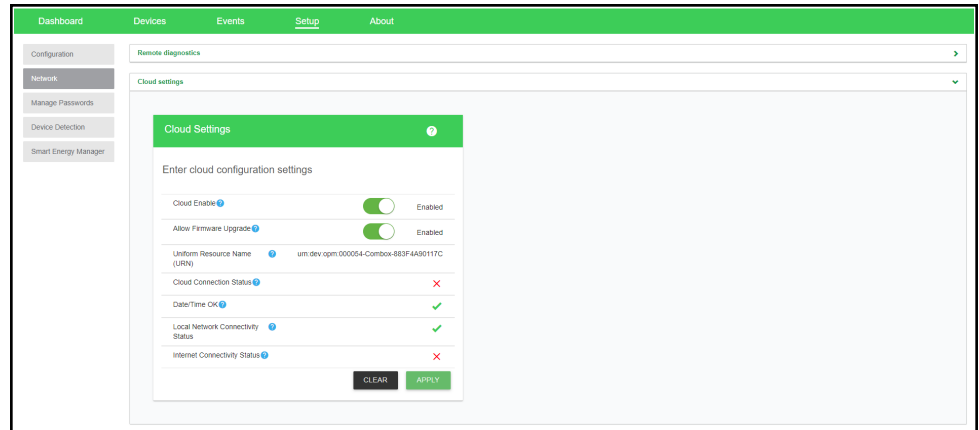 Dashboard Devices Events Setup About
Configuration
Network
Manage Passwords
Device Detection
Smart Energy Manager
Remote diagnostics
Cloud settings
Cloud Settings ?
Enter cloud configuration settings
Cloud Enable ? Enabled
Allow Firmware Upgrade ? Enabled
Uniform Resource Name ? urn:dev:opm:000054-Combox-883F4A90117C
(URN)
Cloud Connection Status ?
Date/Time OK ?
Local Network Connectivity ?
Status
Internet Connectivity Status ?
CLEAR APPLY